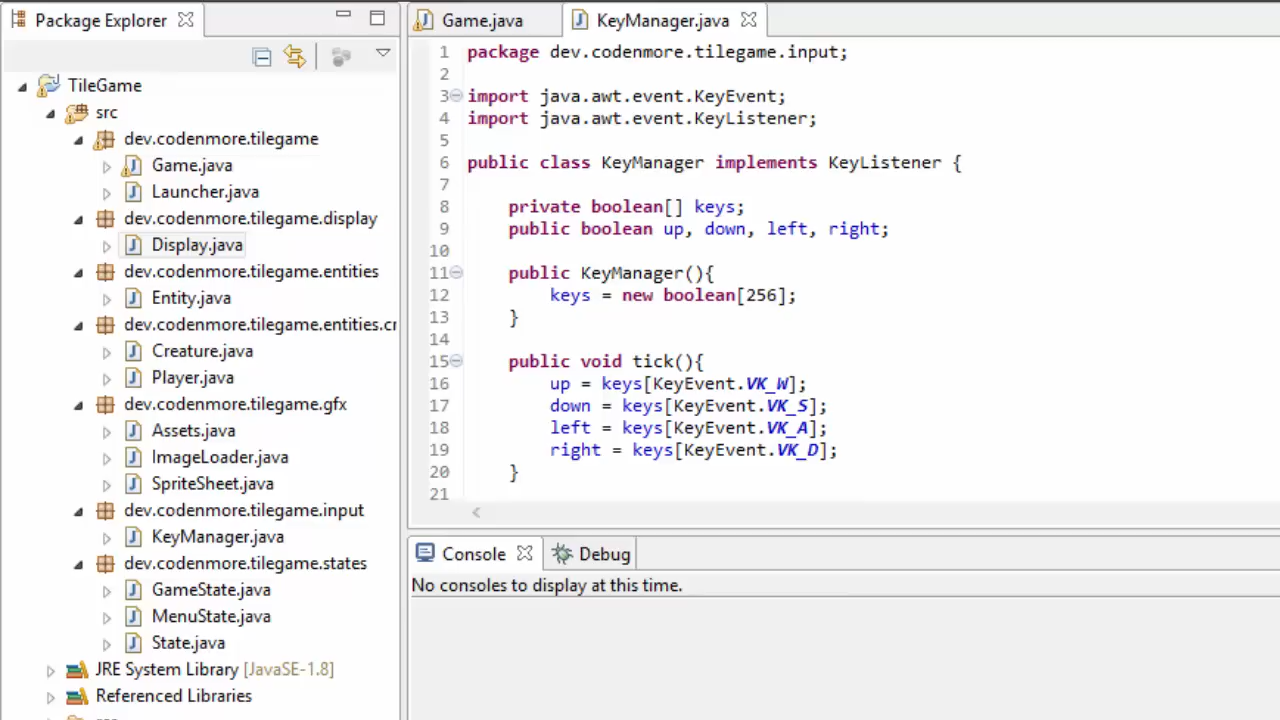 Package Explorer
TileGame
src
dev.codenmore.tilegame
Game.java
Launcher.java
dev.codenmore.tilegame.display
Display.java
dev.codenmore.tilegame.entities
Entity.java
dev.codenmore.tilegame.entities.cr
Creature.java
Player.java
dev.codenmore.tilegame.gfx
Assets.java
ImageLoader.java
SpriteSheet.java
dev.codenmore.tilegame.input
KeyManager.java
dev.codenmore.tilegame.states
GameState.java
MenuState.java
State.java
JRE System Library [JavaSE-1.8]
Referenced Libraries
Game.java KeyManager.java
1 package dev.codenmore.tilegame.input;
2
3 import java.awt.event.KeyEvent;
4 import java.awt.event.KeyListener;
5
6 public class KeyManager implements KeyListener {
7
8 private boolean[] keys;
9 public boolean up, down, left, right;
10
11 public KeyManager(){
12 keys = new boolean[256];
13 }
14
15 public void tick(){
16 up = keys[KeyEvent.VK_W];
17 down = keys[KeyEvent.VK_S];
18 left = keys[KeyEvent.VK_A];
19 right = keys[KeyEvent.VK_D];
20 }
21
Console Debug
No consoles to display at this time.